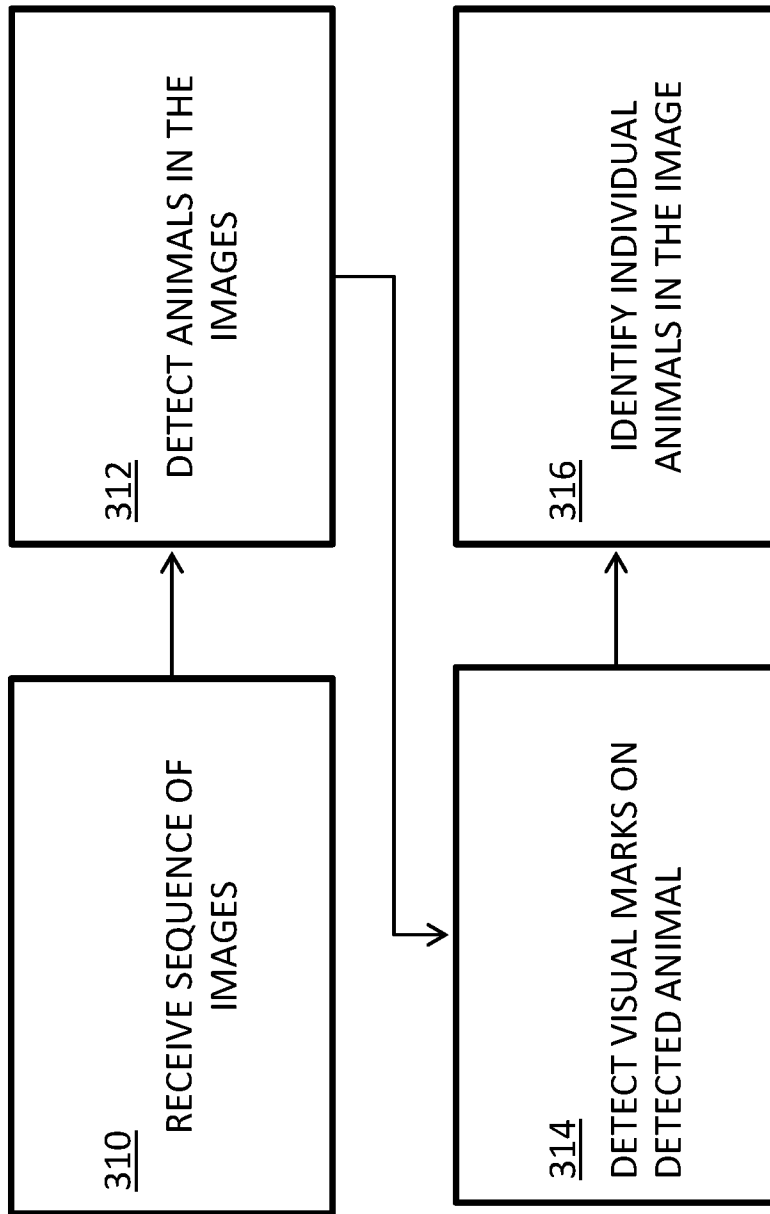 310
RECEIVE SEQUENCE OF
IMAGES
312
DETECT ANIMALS IN THE
IMAGES
314
DETECT VISUAL MARKS ON
DETECTED ANIMAL
316
IDENTIFY INDIVIDUAL
ANIMALS IN THE IMAGE